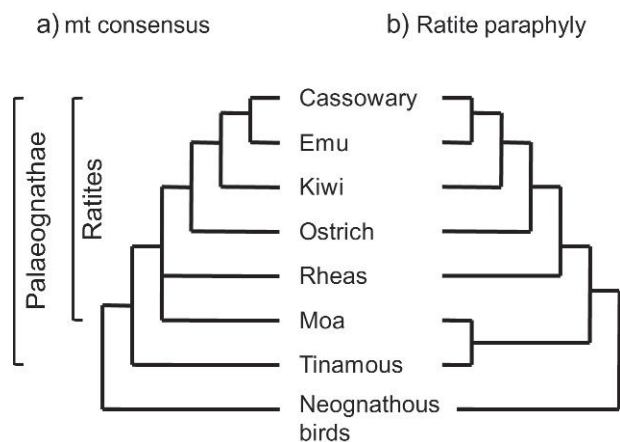 a) mt consensus
b) Ratite paraphyly
Palaeognathae
Ratites
Cassowary
Emu
Kiwi
Ostrich
Rheas
Moa
Tinamous
Neognathous
birds